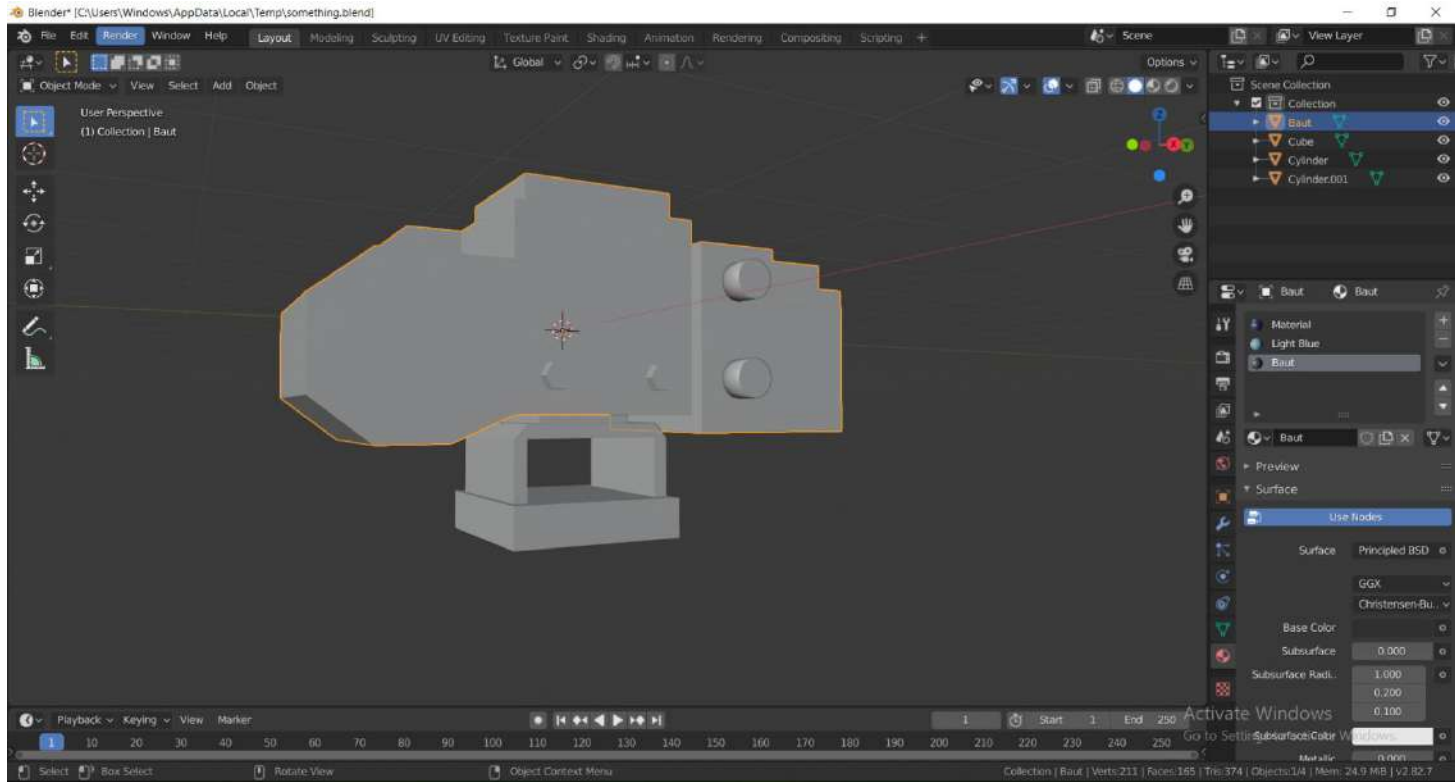 Blender* [C:\Users\Windows\AppData\Local\Temp\something.blend]
File Edit Render Window Help Layout Modeling Sculpting UV Editing Texture Paint Shading Animation Rendering Compositing Scripting + Scene View Layer
Global Options
Object Mode View Select Add Object
User Perspective
(1) Collection | Baut
Z
X
Y
Scene Collection
Collection
Baut
Cube
Cylinder
Cylinder.001
Baut Baut
Material
Light Blue
Baut
Baut
Preview
Surface
Use Nodes
Surface Principled BSD
GGX
Christensen-Bu..
Base Color
Subsurface 0.000
Subsurface Radi.. 1.000
0.200
0.100
Subsurface Color
Metallic 0.000
Activate Windows
Playback Keying View Marker 1 Start 1 End 250
1 10 20 30 40 50 60 70 80 90 100 110 120 130 140 150 160 170 180 190 200 210 220 230 240 250
Select Box Select Rotate View Object Context Menu Collection | Baut | Verts:211 | Faces:165 | Tris:374 | Objects:1/4 | Mem: 24.9 MiB | v2.82.7